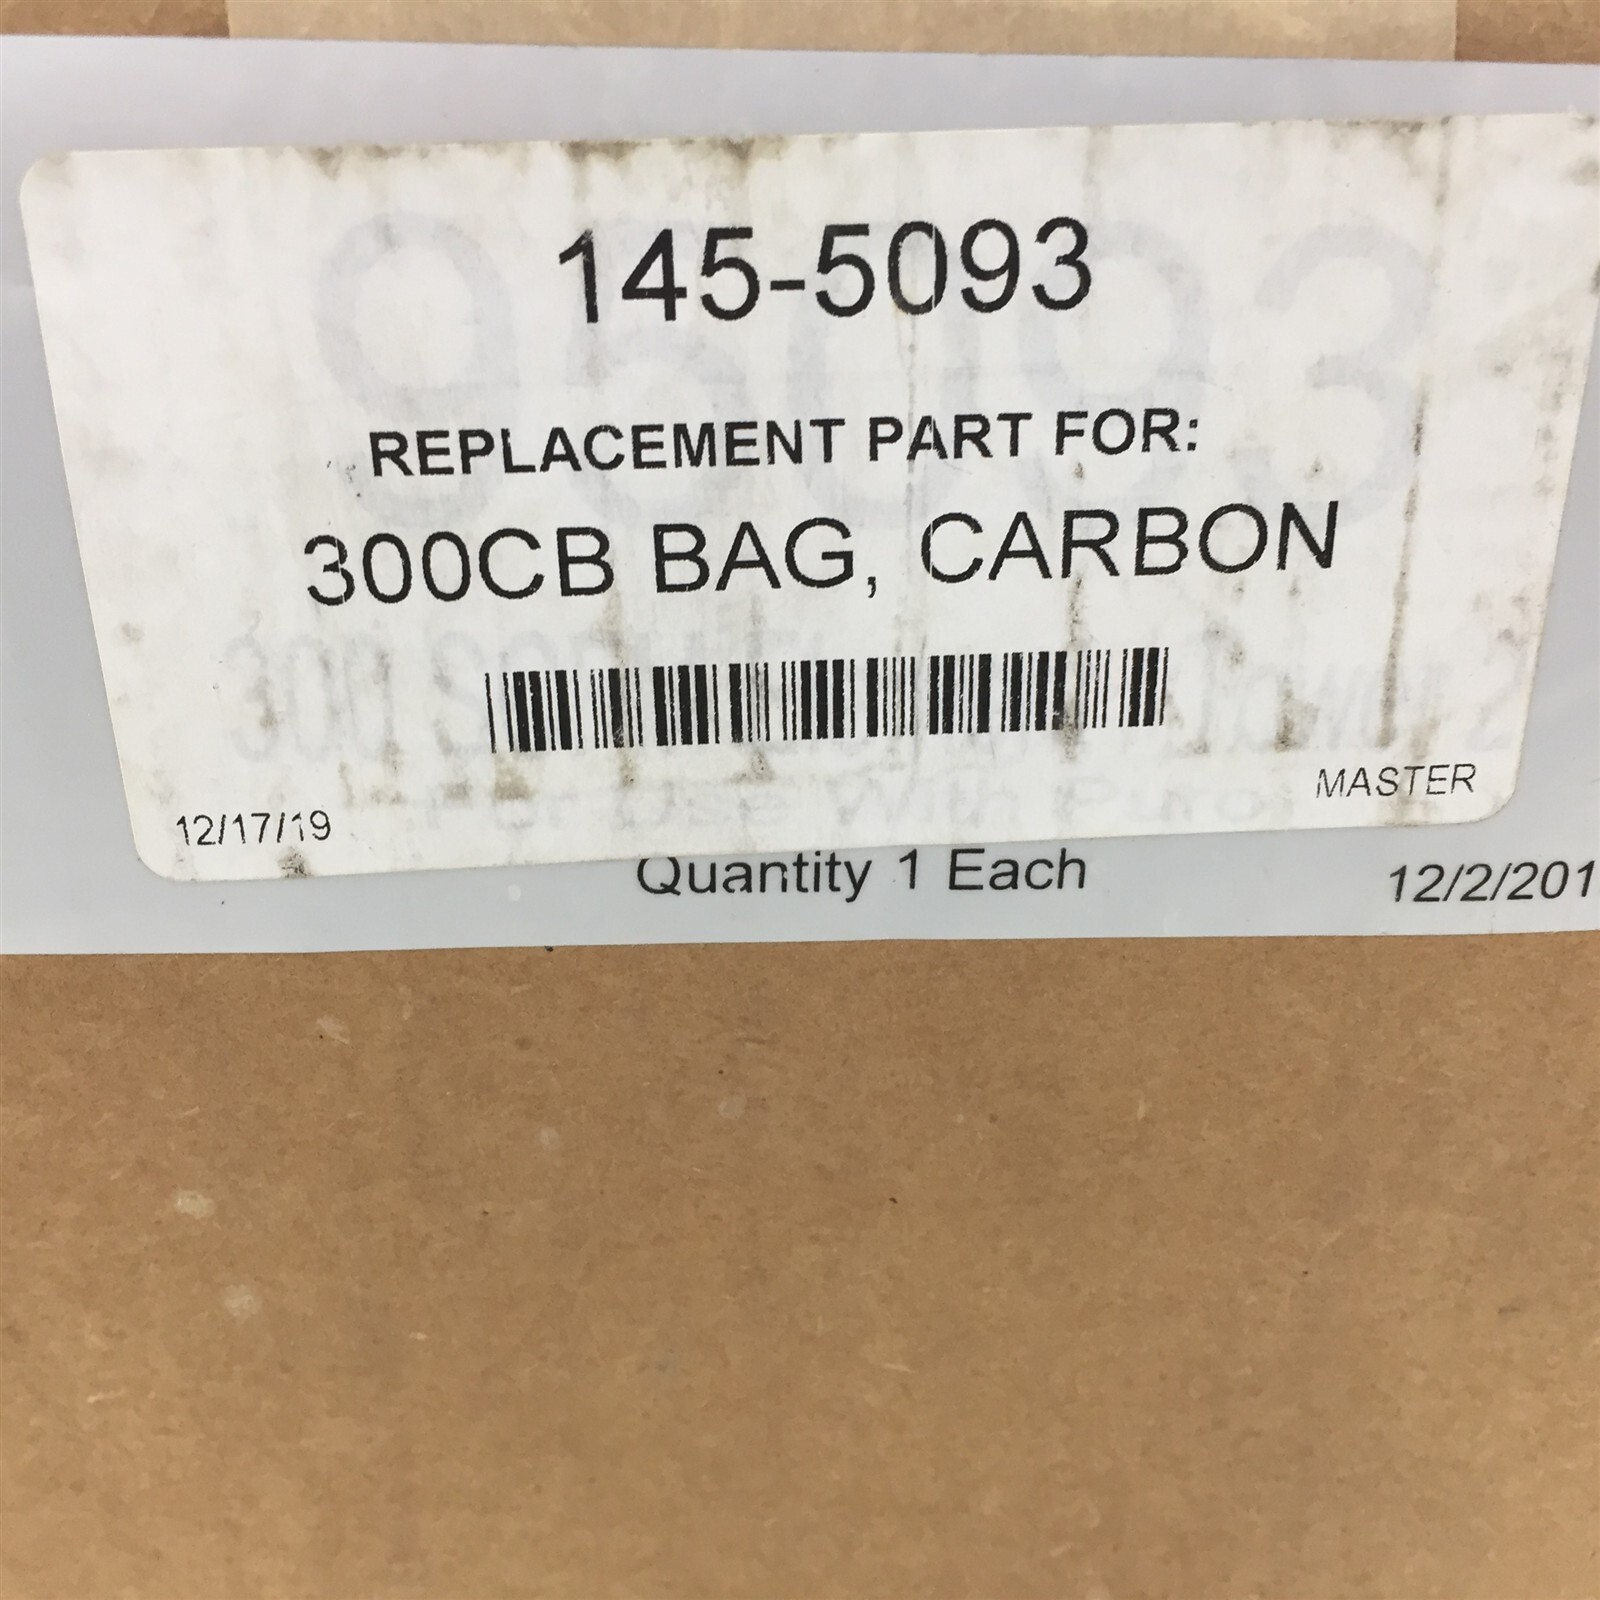 145-5093
REPLACEMENT PART FOR:
300CB BAG, CARBON
MASTER
12/17/19
Quantity 1 Each
12/2/201